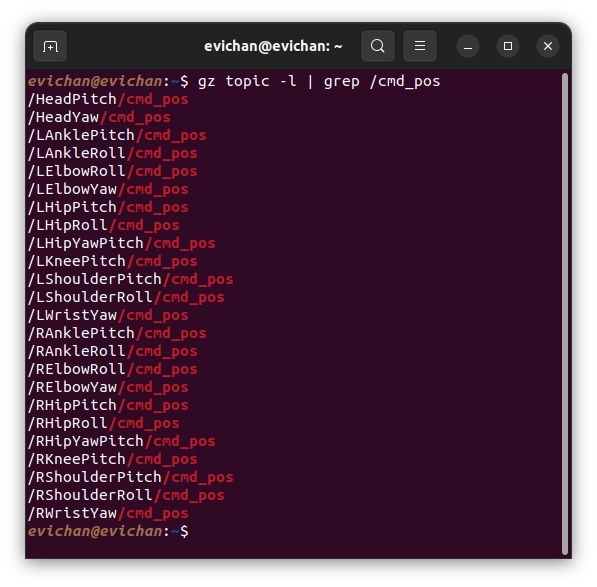 evichan@evichan: ~
evichan@evichan:~$ gz topic -l | grep /cmd_pos
/HeadPitch/cmd_pos
/HeadYaw/cmd_pos
/LAnklePitch/cmd_pos
/LAnkleRoll/cmd_pos
/LElbowRoll/cmd_pos
/LElbowYaw/cmd_pos
/LHipPitch/cmd_pos
/LHipRoll/cmd_pos
/LHipYawPitch/cmd_pos
/LKneePitch/cmd_pos
/LShoulderPitch/cmd_pos
/LShoulderRoll/cmd_pos
/LWristYaw/cmd_pos
/RAnklePitch/cmd_pos
/RAnkleRoll/cmd_pos
/RElbowRoll/cmd_pos
/RElbowYaw/cmd_pos
/RHipPitch/cmd_pos
/RHipRoll/cmd_pos
/RHipYawPitch/cmd_pos
/RKneePitch/cmd_pos
/RShoulderPitch/cmd_pos
/RShoulderRoll/cmd_pos
/RWristYaw/cmd_pos
evichan@evichan:~$